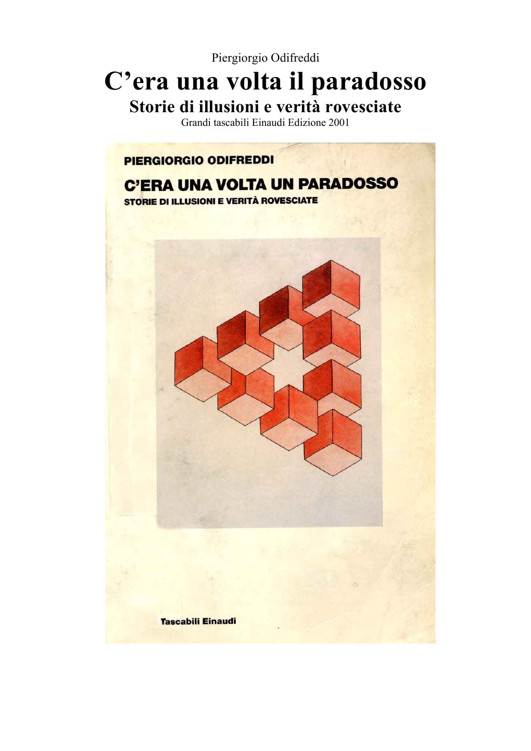 Piergiorgio Odifreddi
C’era una volta il paradosso
Storie di illusioni e verità rovesciate
Grandi tascabili Einaudi Edizione 2001
PIERGIORGIO ODIFREDDI
C'ERA UNA VOLTA UN PARADOSSO
STORIE DI ILLUSIONI E VERITÀ ROVESCIATE
Tascabili Einaudi